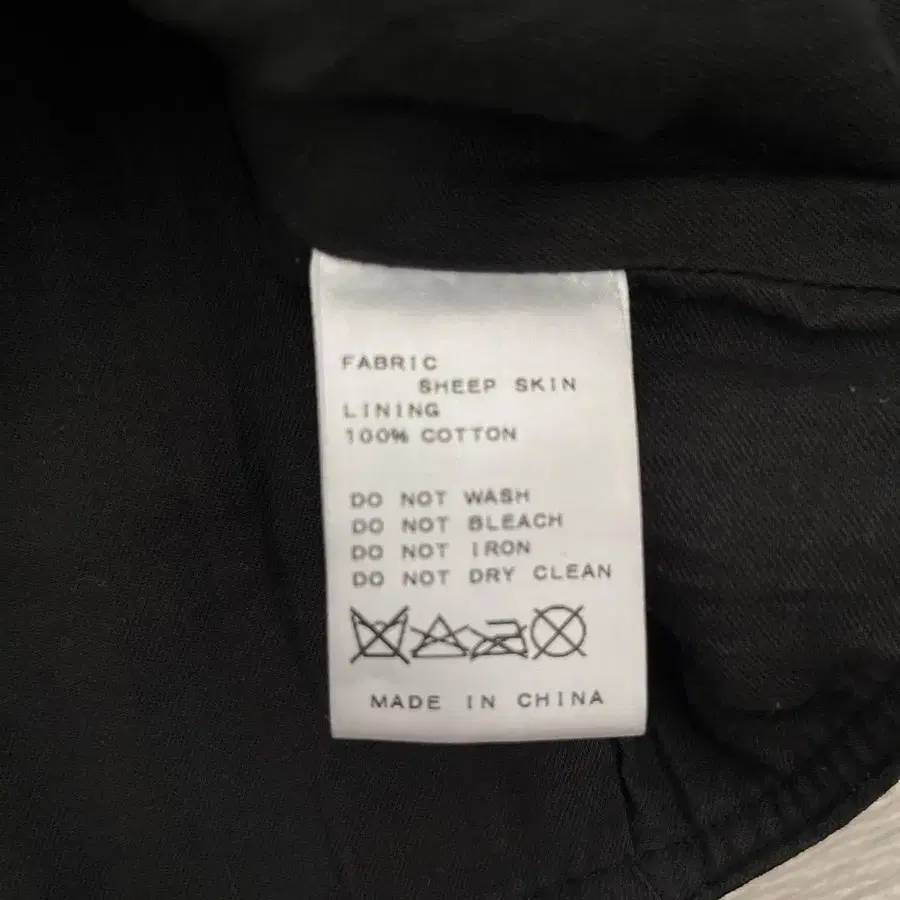 FABRIC
SHEEP SKIN
LINING
100% COTTON
DO NOT WASH
DO NOT BLEACH
DO NOT IRON
DO NOT DRY CLEAN
MADE IN CHINA